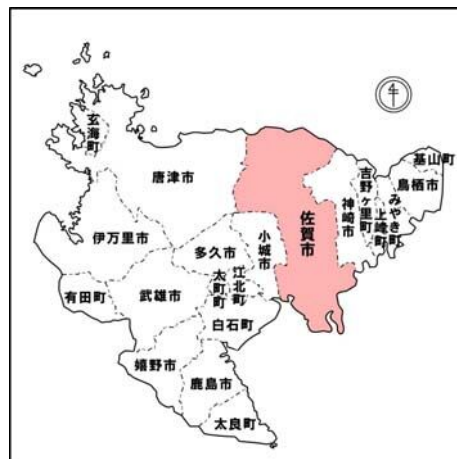 玄海町
唐津市
伊万里市
有田町
武雄市
多久市
小城市
大町町
江北町
白石町
嬉野市
鹿島市
太良町
佐賀市
神崎市
吉野ヶ里町
上峰町
みやき町
鳥栖市
基山町